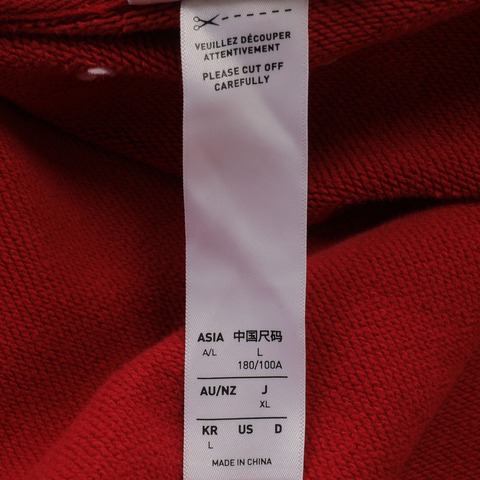 VEUILLEZ DÉCOUPER
ATTENTIVEMENT
PLEASE CUT OFF
CAREFULLY
ASIA 中国尺码
A/L L
180/100A
AU/NZ J
XL
KR US D
L
MADE IN CHINA